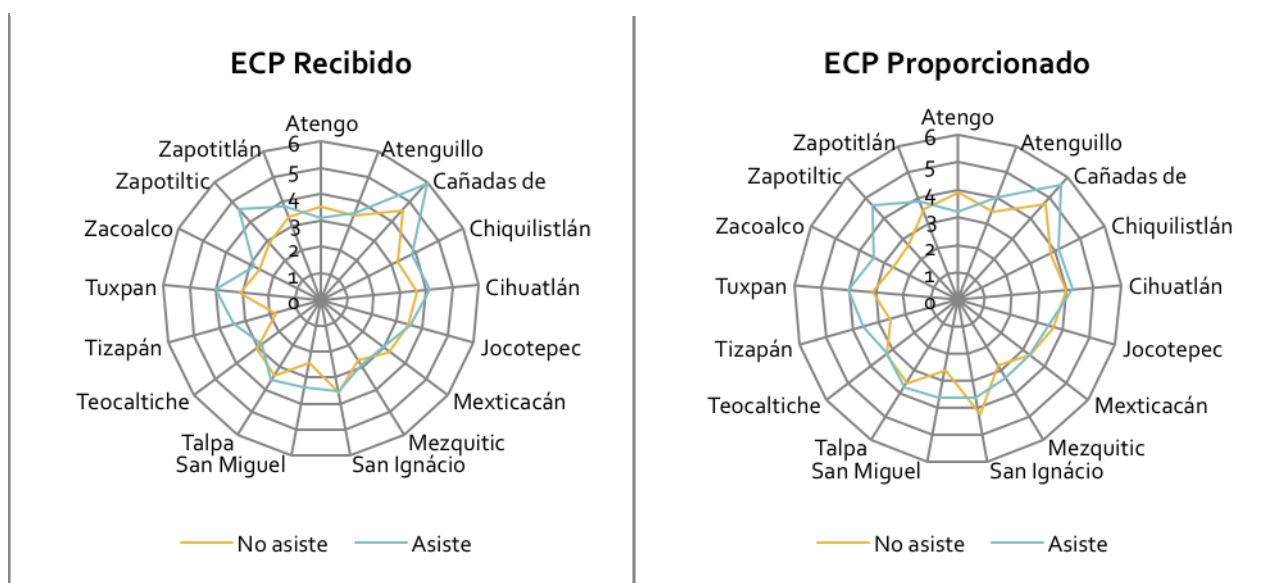 ECP Recibido
Atengo
Atenguillo
Cañadas de
Chiquilistlán
Cihuatlán
Jocotepec
Mexticacán
Mezquitic
San Ignácio
San Miguel
Talpa
Teocaltiche
Tizapán
Tuxpan
Zacoalco
Zapotiltic
Zapotitlán
6
5
4
3
2
1
0
No asiste
Asiste
ECP Proporcionado
Atengo
Atenguillo
Cañadas de
Chiquilistlán
Cihuatlán
Jocotepec
Mexticacán
Mezquitic
San Ignácio
San Miguel
Talpa
Teocaltiche
Tizapán
Tuxpan
Zacoalco
Zapotiltic
Zapotitlán
6
5
4
3
2
1
0
No asiste
Asiste